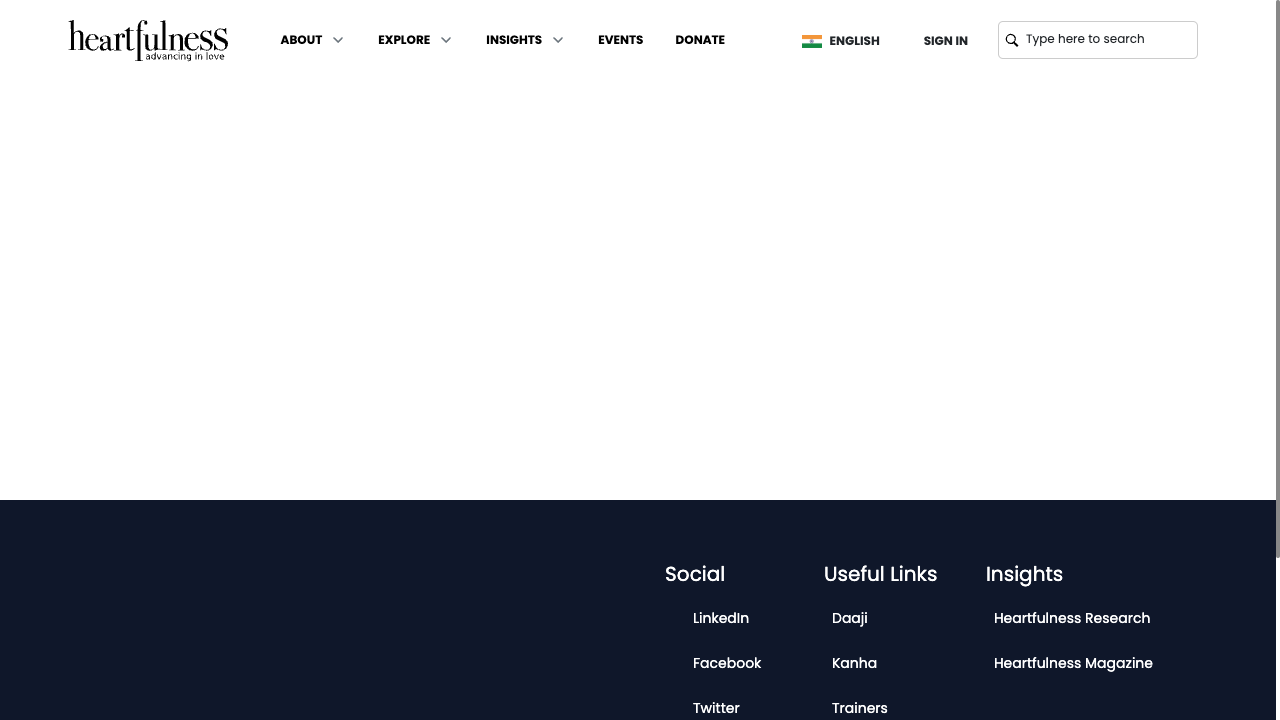 heartfulness
advancing in love
ABOUT
EXPLORE
INSIGHTS
EVENTS
DONATE
ENGLISH
SIGN IN
Type here to search
Social
LinkedIn
Facebook
Twitter
Useful Links
Daaji
Kanha
Trainers
Insights
Heartfulness Research
Heartfulness Magazine